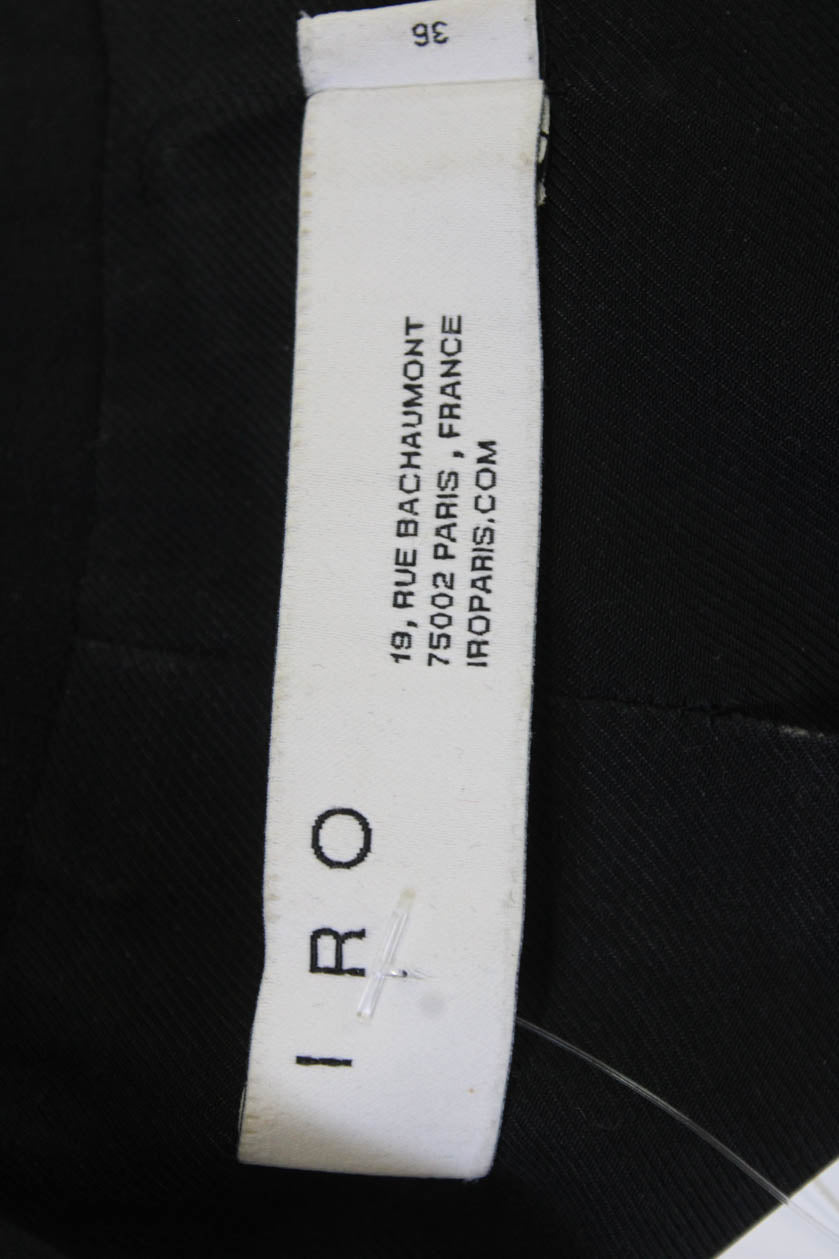 IRO
19, RUE BACHAUMONT
75002 PARIS , FRANCE
IROPARIS.COM
36